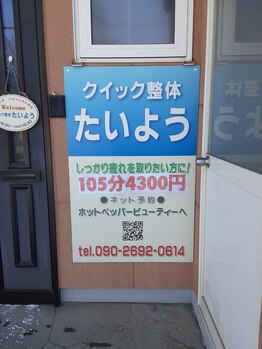 Welcome
たいよう
クイック整体
たいよう
しっかり疲れを取りたい方に!
105分4300円
●ネット予約●
ホットペッパービューティーへ
tel.090-2692-0614